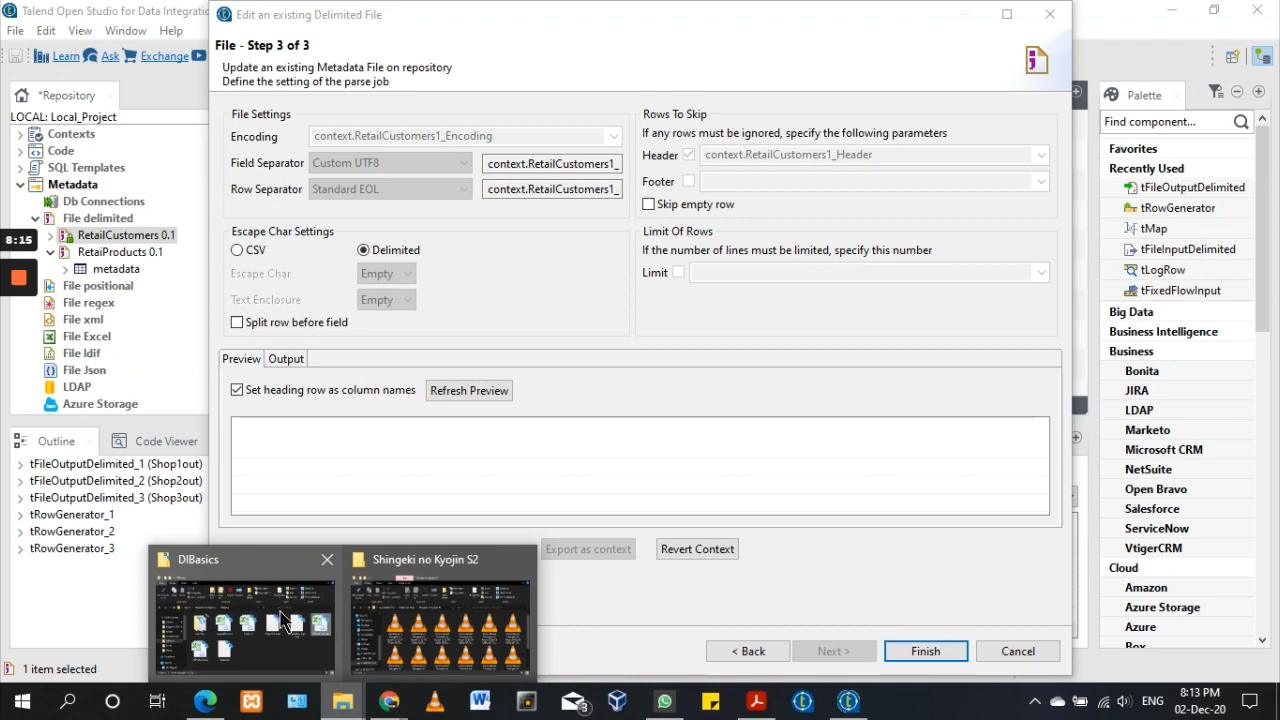 Talend Open Studio for Data Integrat
File Edit View Window Help
Learn Ask Exchange
*Repository
LOCAL: Local_Project
Contexts
Code
SQL Templates
Metadata
Db Connections
File delimited
RetailCustomers 0.1
RetaiProducts 0.1
metadata
File positional
File regex
File xml
File Excel
File ldif
File Json
LDAP
Azure Storage
8:15
Outline Code Viewer
tFileOutputDelimited_1 (Shop1out)
tFileOutputDelimited_2 (Shop2out)
tFileOutputDelimited_3 (Shop3out)
tRowGenerator_1
tRowGenerator_2
tRowGenerator_3
1 item selected
Edit an existing Delimited File
File - Step 3 of 3
Update an existing Metadata File on repository
Define the setting of the parse job
File Settings
Encoding context.RetailCustomers1_Encoding
Field Separator Custom UTF8 context.RetailCustomers1_
Row Separator Standard EOL context.RetailCustomers1_
Rows To Skip
If any rows must be ignored, specify the following parameters
Header context.RetailCustomers1_Header
Footer
Skip empty row
Escape Char Settings
CSV Delimited
Escape Char Empty
Text Enclosure Empty
Split row before field
Limit Of Rows
If the number of lines must be limited, specify this number
Limit
Preview Output
Set heading row as column names Refresh Preview
Export as context Revert Context
< Back Next > Finish Cancel
DIBasics
Shingeki no Kyojin S2
Palette
Find component...
Favorites
Recently Used
tFileOutputDelimited
tRowGenerator
tMap
tFileInputDelimited
tLogRow
tFixedFlowInput
Big Data
Business Intelligence
Business
Bonita
JIRA
LDAP
Marketo
Microsoft CRM
NetSuite
Open Bravo
Salesforce
ServiceNow
VtigerCRM
Cloud
Amazon
Azure Storage
Azure
Box
3
ENG
8:13 PM
02-Dec-20